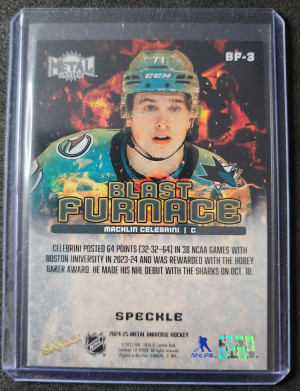 71
METAL
UNIVERSE
BF-3
CCM
BLAST
FURNACE
MACKLIN CELEBRINI | C
CELEBRINI POSTED 64 POINTS (32-32–64) IN 38 NCAA GAMES WITH
BOSTON UNIVERSITY IN 2023-24 AND WAS REWARDED WITH THE HOBEY
BAKER AWARD. HE MADE HIS NHL DEBUT WITH THE SHARKS ON OCT. 10.
SPECKLE
2024-25 METAL UNIVERSE HOCKEY
NHL
NHLPA